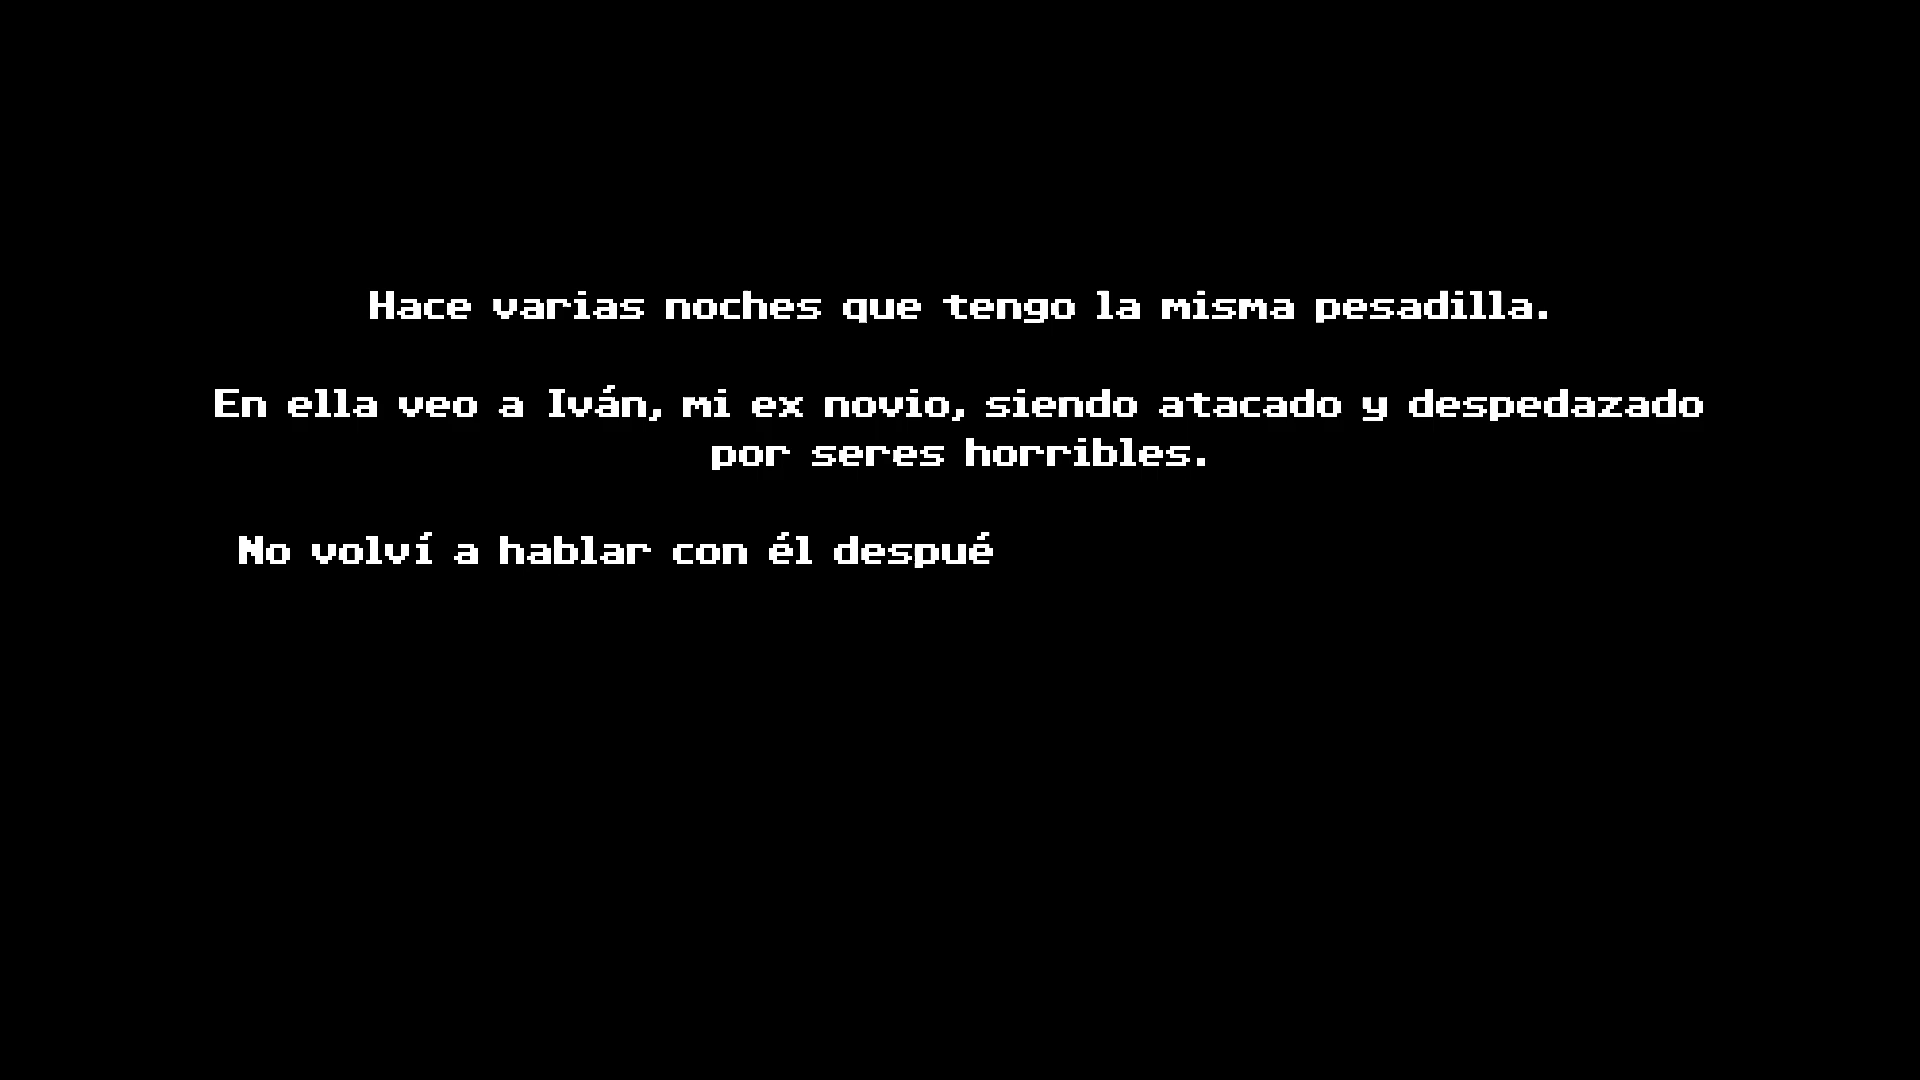 Hace varias noches que tengo la misma pesadilla.
En ella veo a Iván, mi ex novio, siendo atacado y despedazado
por seres horribles.
No volví a hablar con él despué